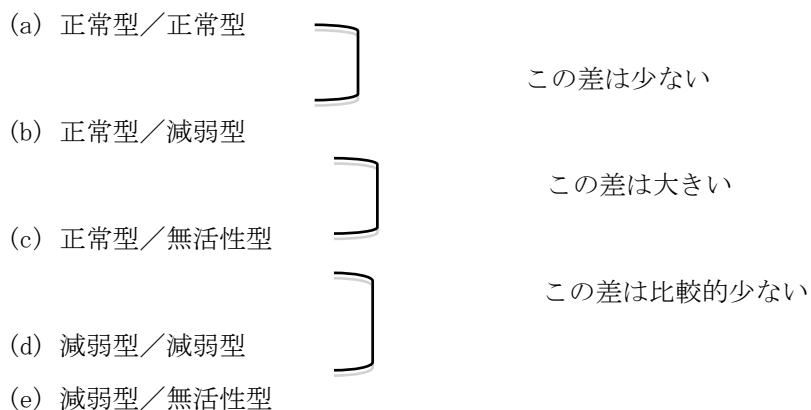 (a) 正常型／正常型
この差は少ない
(b) 正常型／減弱型
この差は大きい
(c) 正常型／無活性型
この差は比較的少ない
(d) 減弱型／減弱型
(e) 減弱型／無活性型